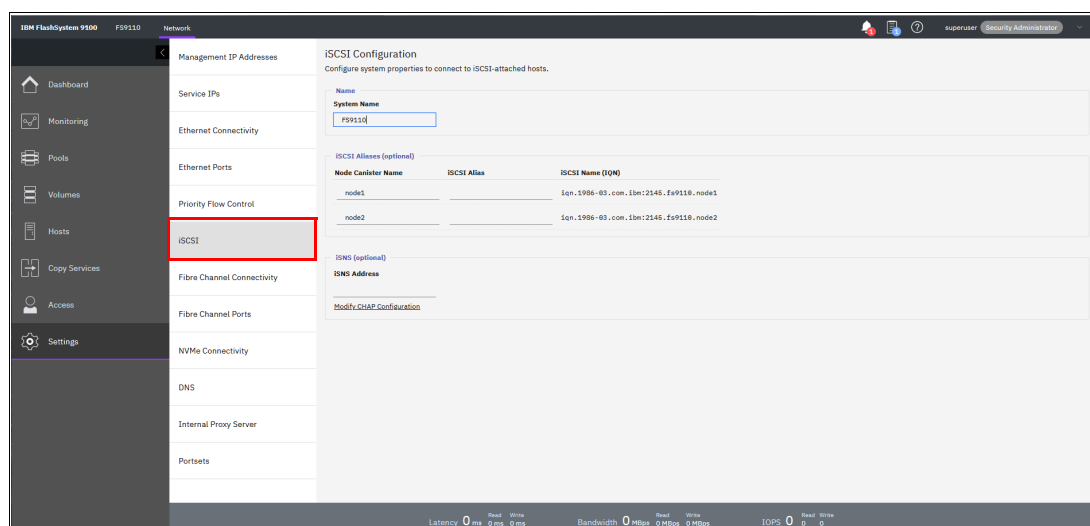 IBM FlashSystem 9100 FS9110 Network
1 1 superuser Security Administrator
Dashboard
Monitoring
Pools
Volumes
Hosts
Copy Services
Access
Settings
Management IP Addresses
Service IPs
Ethernet Connectivity
Ethernet Ports
Priority Flow Control
iSCSI
Fibre Channel Connectivity
Fibre Channel Ports
NVMe Connectivity
DNS
Internal Proxy Server
Portsets
iSCSI Configuration
Configure system properties to connect to iSCSI-attached hosts.
Name
System Name
FS9110
iSCSI Aliases (optional)
Node Canister Name iSCSI Alias iSCSI Name (IQN)
node1 iqn.1986-03.com.ibm:2145.fs9110.node1
node2 iqn.1986-03.com.ibm:2145.fs9110.node2
iSNS (optional)
iSNS Address
Modify CHAP Configuration
Read Write Read Write Read Write
Latency 0 ms 0 ms 0 ms Bandwidth 0 MBps 0 MBps 0 MBps IOPS 0 0 0